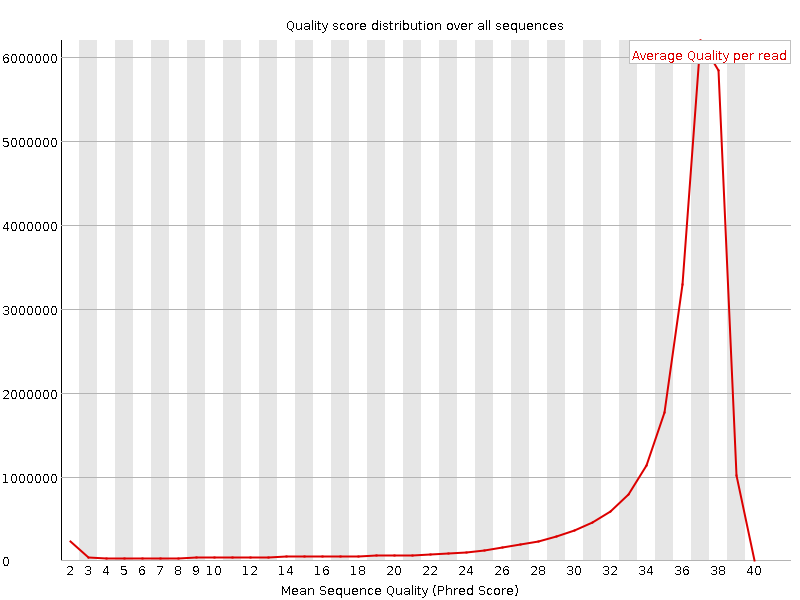 Quality score distribution over all sequences
Average Quality per read
6000000
5000000
4000000
3000000
2000000
1000000
0
2 3 4 5 6 7 8 9 10 12 14 16 18 20 22 24 26 28 30 32 34 36 38 40
Mean Sequence Quality (Phred Score)